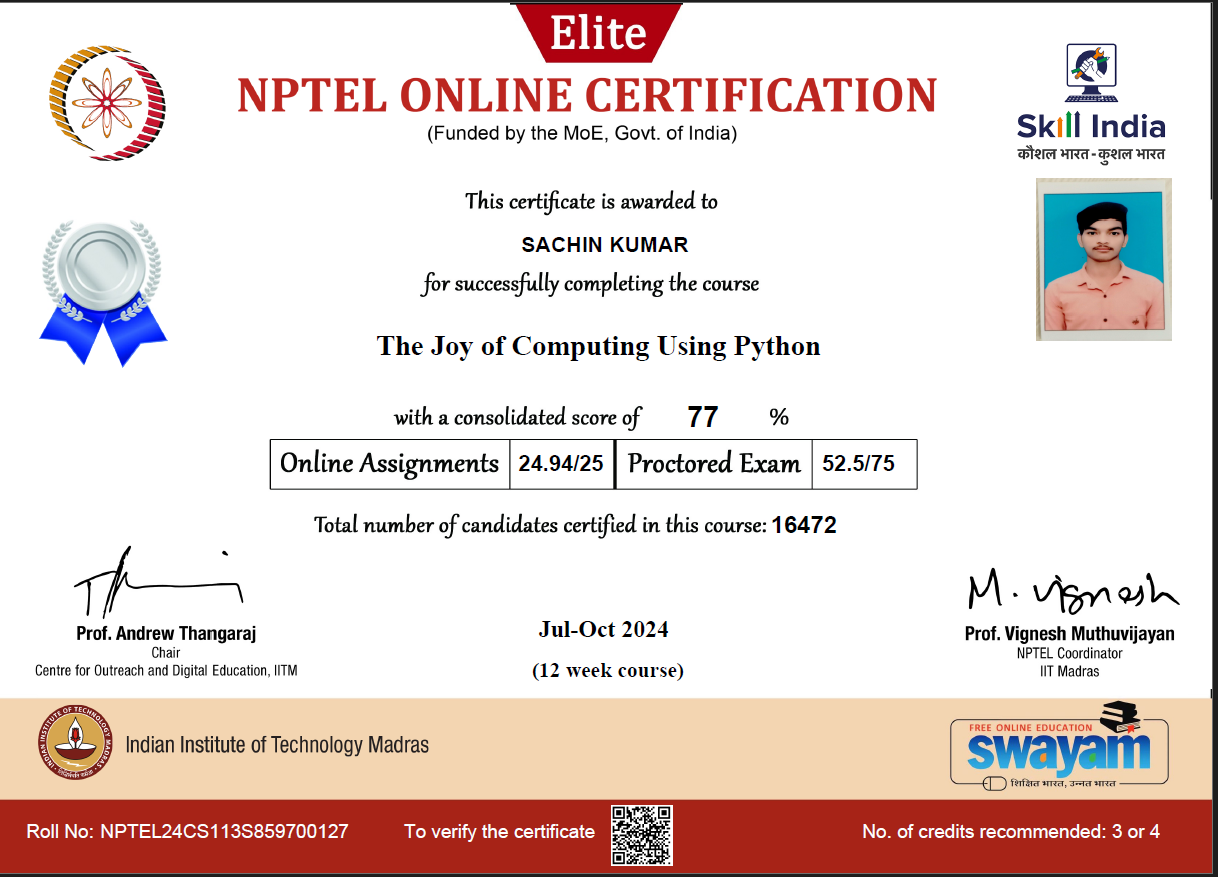 Elite
NPTEL ONLINE CERTIFICATION
(Funded by the MoE, Govt. of India)
Skill India
कौशल भारत - कुशल भारत
This certificate is awarded to
SACHIN KUMAR
for successfully completing the course
The Joy of Computing Using Python
with a consolidated score of 77 %
Online Assignments 24.94/25 Proctored Exam 52.5/75
Total number of candidates certified in this course: 16472
Prof. Andrew Thangaraj
Chair
Centre for Outreach and Digital Education, IITM
Jul-Oct 2024
(12 week course)
M. Vignesh
Prof. Vignesh Muthuvijayan
NPTEL Coordinator
IIT Madras
INDIAN INSTITUTE OF TECHNOLOGY MADRAS
Indian Institute of Technology Madras
FREE ONLINE EDUCATION
swayam
शिक्षित भारत, उन्नत भारत
Roll No: NPTEL24CS113S859700127
To verify the certificate
No. of credits recommended: 3 or 4